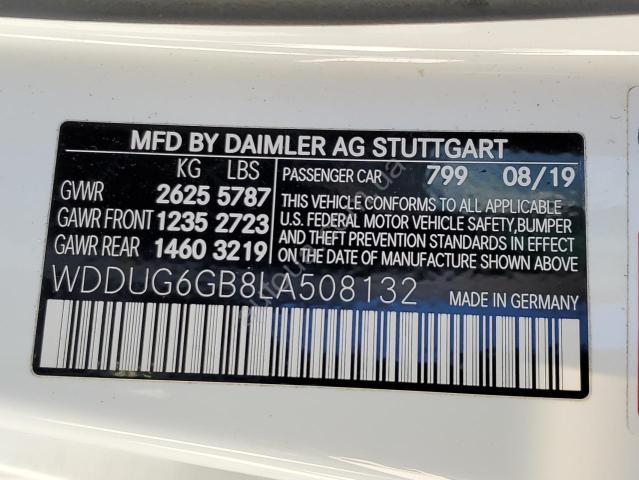 MFD BY DAIMLER AG STUTTGART
KG LBS
GVWR 2625 5787
GAWR FRONT 1235 2723
GAWR REAR 1460 3219
PASSENGER CAR 799 08/19
THIS VEHICLE CONFORMS TO ALL APPLICABLE
U.S. FEDERAL MOTOR VEHICLE SAFETY,BUMPER
AND THEFT PREVENTION STANDARDS IN EFFECT
ON THE DATE OF MANUFACTURE SHOWN ABOVE.
WDDUG6GB8LA508132 MADE IN GERMANY